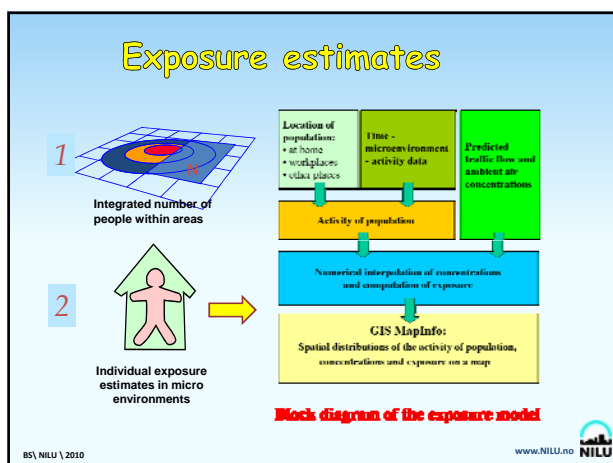 Exposure estimates
1
N
Integrated number of
people within areas
2
Individual exposure
estimates in micro
environments
Location of
population:
• at home
• workplaces
• other places
Time -
microenvironment
- activity data
Predicted
traffic flow and
ambient air
concentrations
Activity of population
Numerical interpolation of concentrations
and computation of exposure
GIS MapInfo:
Spatial distributions of the activity of population,
concentrations and exposure on a map
Block diagram of the exposure model
BS\ NILU \ 2010
www.NILU.no
NILU